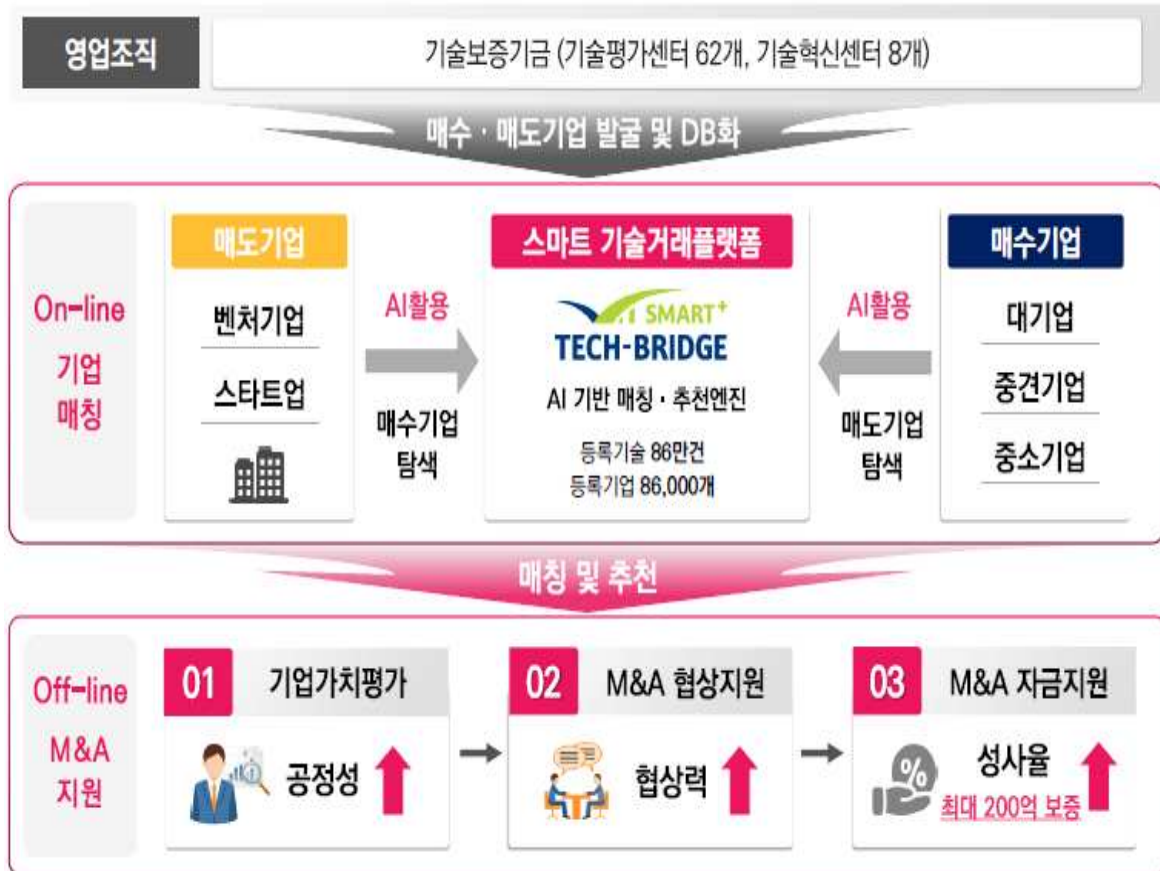 영업조직
기술보증기금 (기술평가센터 62개, 기술혁신센터 8개)
매수 · 매도기업 발굴 및 DB화
On-line
기업
매칭
매도기업
벤처기업
스타트업
AI활용
매수기업
탐색
스마트 기술거래플랫폼
SMART+
TECH-BRIDGE
AI 기반 매칭 · 추천엔진
등록기술 86만건
등록기업 86,000개
AI활용
매도기업
탐색
매수기업
대기업
중견기업
중소기업
매칭 및 추천
Off-line
M&A
지원
01 기업가치평가
공정성
02 M&A 협상지원
협상력
03 M&A 자금지원
%
성사율
최대 200억 보증